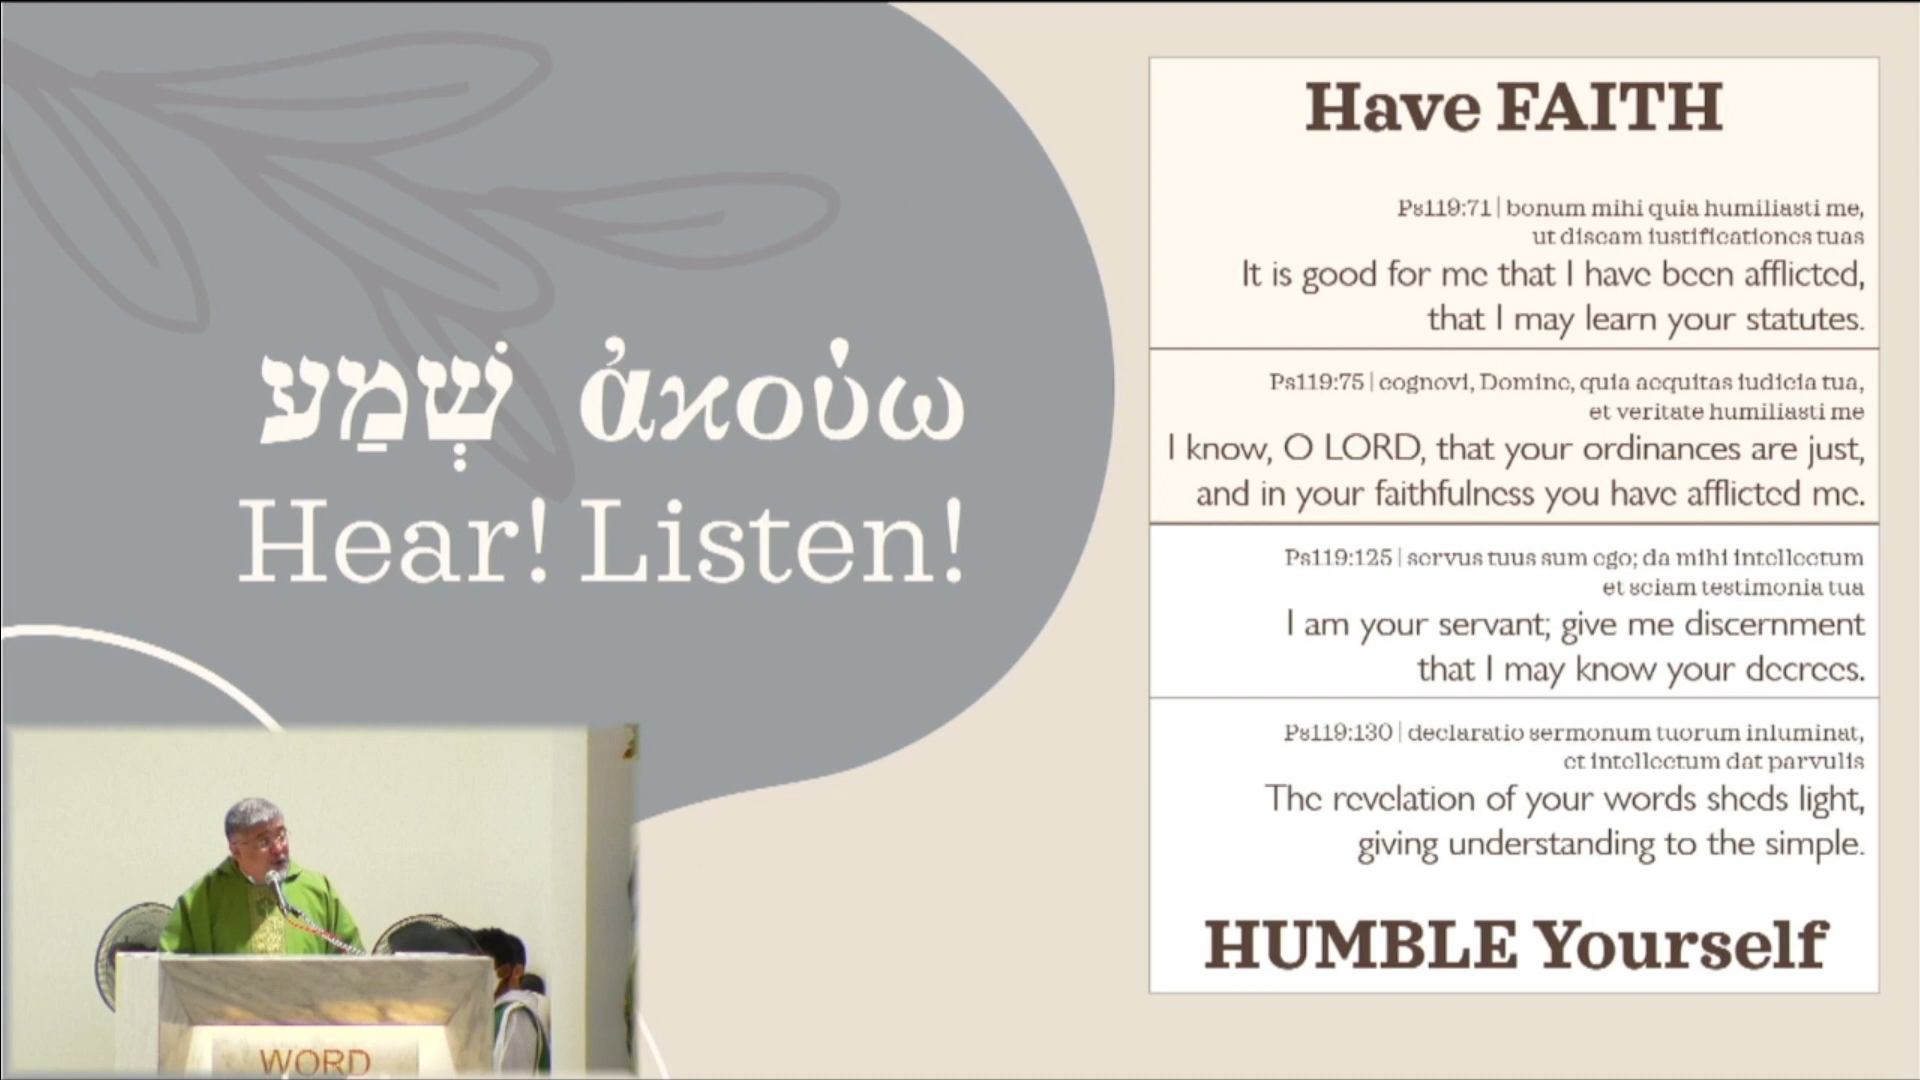 שְׁמַע ἀκούω
Hear! Listen!
Have FAITH
Ps119:71 | bonum mihi quia humiliasti me,
ut discam iustificationes tuas
It is good for me that I have been afflicted,
that I may learn your statutes.
Ps119:75 | cognovi, Domine, quia aequitas iudicia tua,
et veritate humiliasti me
I know, O LORD, that your ordinances are just,
and in your faithfulness you have afflicted me.
Ps119:125 | servus tuus sum ego; da mihi intellectum
et sciam testimonia tua
I am your servant; give me discernment
that I may know your decrees.
Ps119:130 | declaratio sermonum tuorum inluminat,
et intellectum dat parvulis
The revelation of your words sheds light,
giving understanding to the simple.
HUMBLE Yourself
WORD